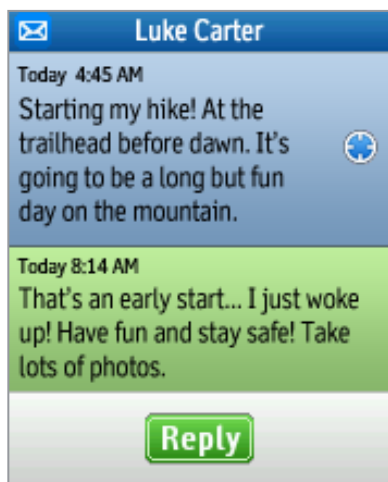 Luke Carter
Today 4:45 AM
Starting my hike! At the
trailhead before dawn. It's
going to be a long but fun
day on the mountain.
Today 8:14 AM
That's an early start... I just woke
up! Have fun and stay safe! Take
lots of photos.
Reply